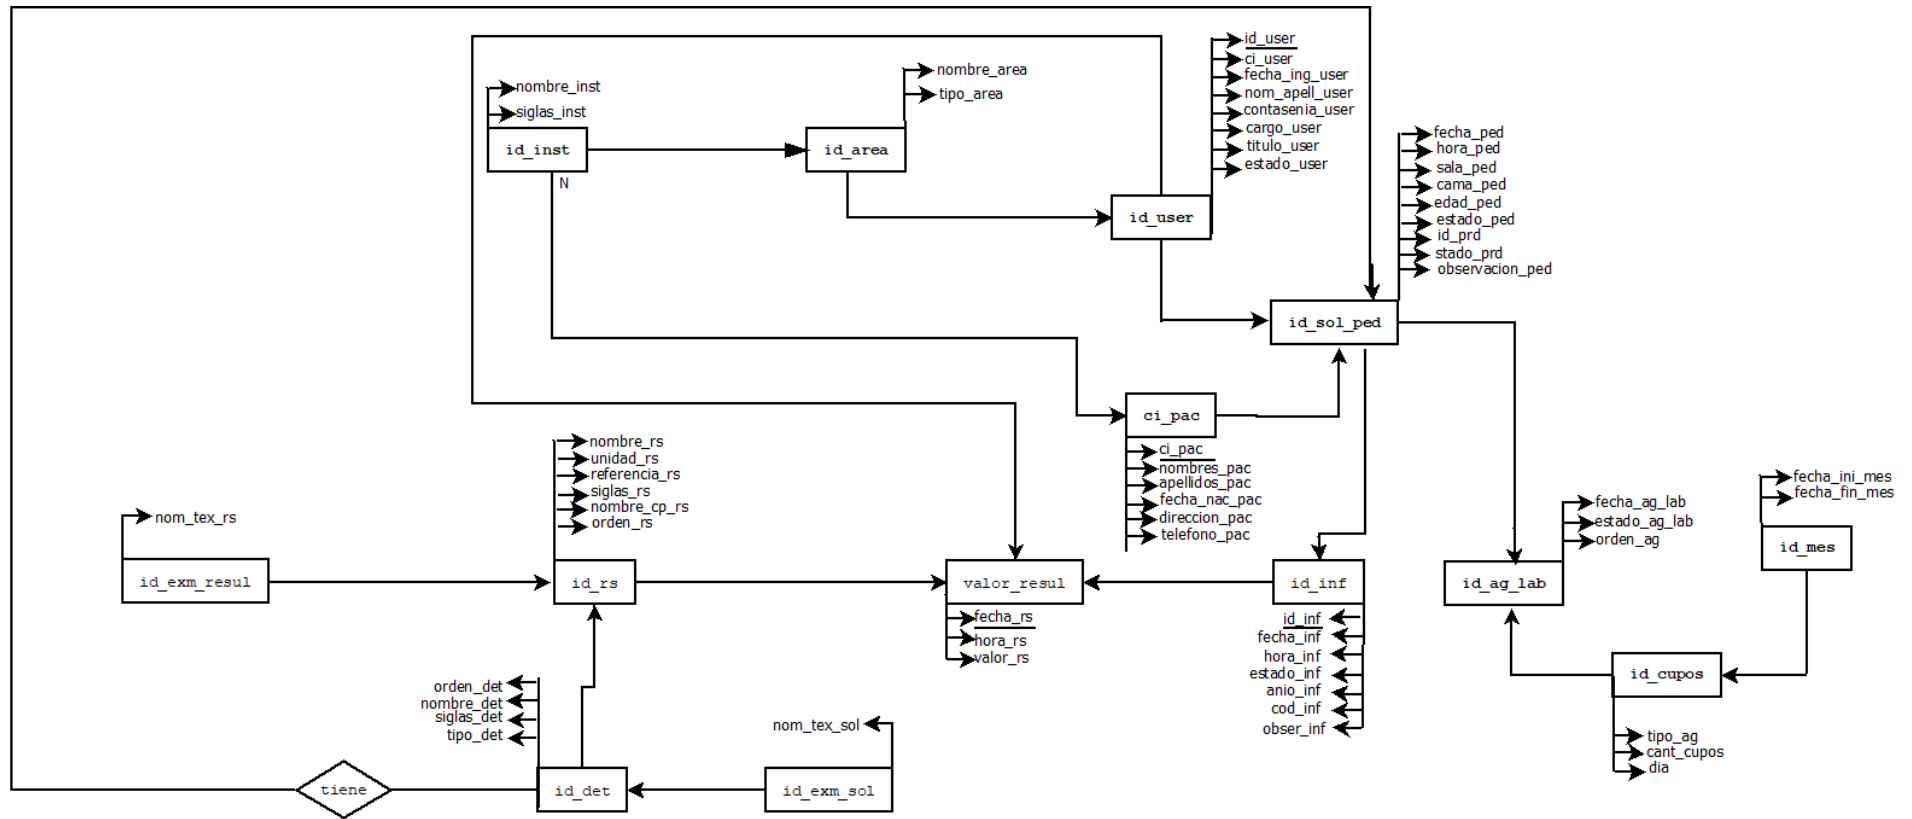 nombre_inst
siglas_inst
id_inst
N
nombre_area
tipo_area
id_area
id_user
ci_user
fecha_ing_user
nom_apell_user
contasenia_user
cargo_user
titulo_user
estado_user
id_user
fecha_ped
hora_ped
sala_ped
cama_ped
edad_ped
estado_ped
id_prd
stado_prd
observacion_ped
id_sol_ped
ci_pac
ci_pac
nombres_pac
apellidos_pac
fecha_nac_pac
direccion_pac
telefono_pac
nombre_rs
unidad_rs
referencia_rs
siglas_rs
nombre_cp_rs
orden_rs
nom_tex_rs
id_exm_resul
id_rs
valor_resul
fecha_rs
hora_rs
valor_rs
id_inf
id_inf
fecha_inf
hora_inf
estado_inf
anio_inf
cod_inf
obser_inf
fecha_ag_lab
estado_ag_lab
orden_ag
id_ag_lab
fecha_ini_mes
fecha_fin_mes
id_mes
id_cupos
tipo_ag
cant_cupos
dia
orden_det
nombre_det
siglas_det
tipo_det
nom_tex_sol
tiene
id_det
id_exm_sol